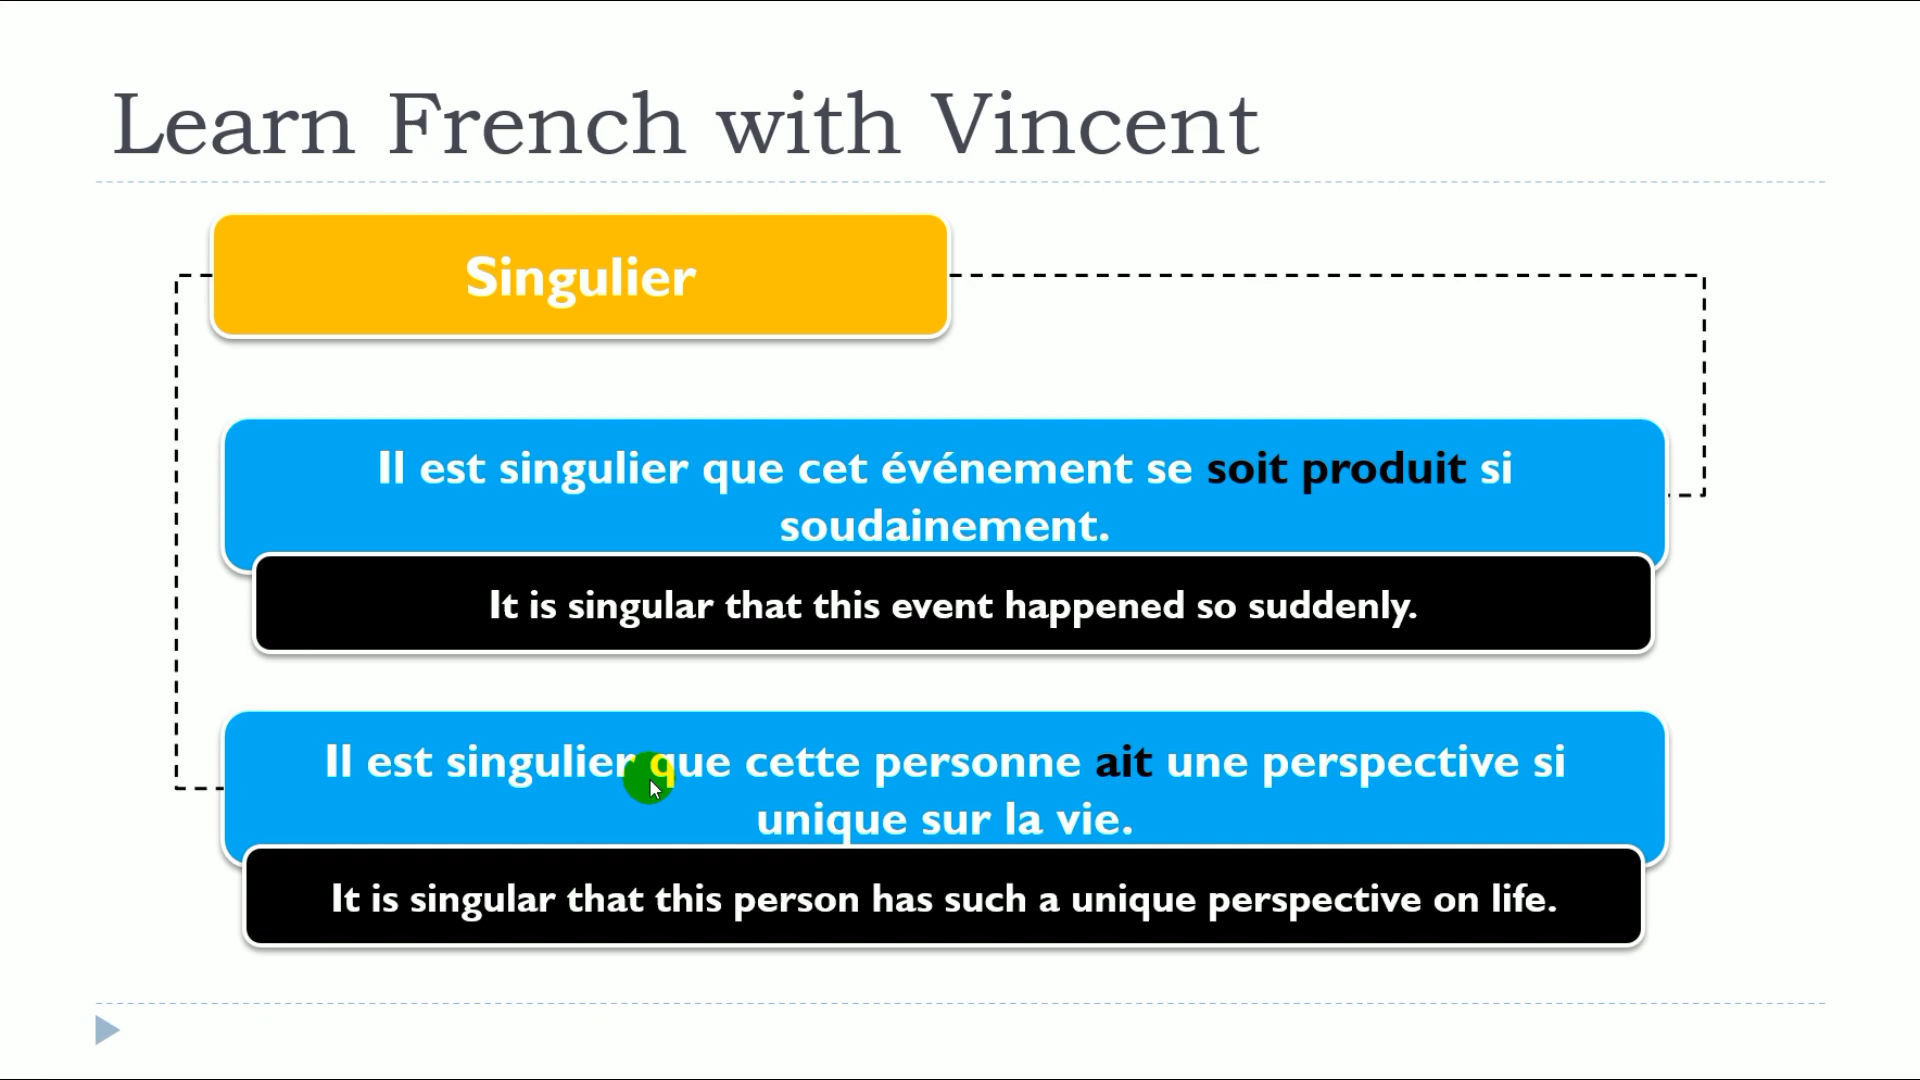 Learn French with Vincent
Singulier
Il est singulier que cet événement se soit produit si
soudainement.
It is singular that this event happened so suddenly.
Il est singulier que cette personne ait une perspective si
unique sur la vie.
It is singular that this person has such a unique perspective on life.